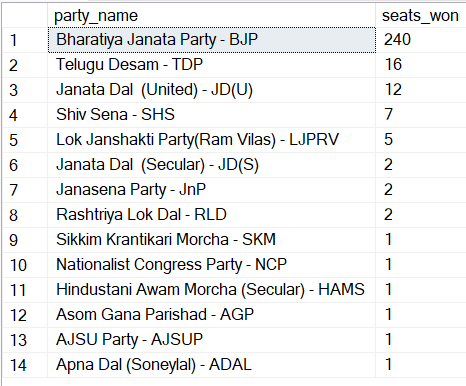 party_name seats_won
1 Bharatiya Janata Party - BJP 240
2 Telugu Desam - TDP 16
3 Janata Dal  (United) - JD(U) 12
4 Shiv Sena - SHS 7
5 Lok Janshakti Party(Ram Vilas) - LJPRV 5
6 Janata Dal  (Secular) - JD(S) 2
7 Janasena Party - JnP 2
8 Rashtriya Lok Dal - RLD 2
9 Sikkim Krantikari Morcha - SKM 1
10 Nationalist Congress Party - NCP 1
11 Hindustani Awam Morcha (Secular) - HAMS 1
12 Asom Gana Parishad - AGP 1
13 AJSU Party - AJSUP 1
14 Apna Dal (Soneylal) - ADAL 1